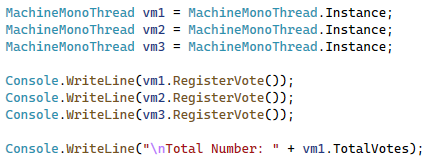 MachineMonoThread vm1 = MachineMonoThread.Instance;
MachineMonoThread vm2 = MachineMonoThread.Instance;
MachineMonoThread vm3 = MachineMonoThread.Instance;

Console.WriteLine(vm1.RegisterVote());
Console.WriteLine(vm2.RegisterVote());
Console.WriteLine(vm3.RegisterVote());

Console.WriteLine("\nTotal Number: " + vm1.TotalVotes);